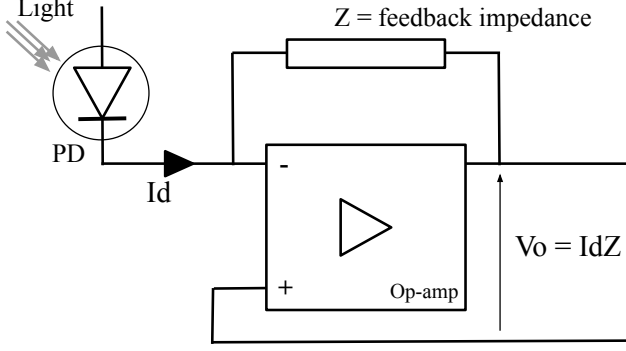 Light
Z = feedback impedance
PD
Id
-
+
Op-amp
Vo = IdZ